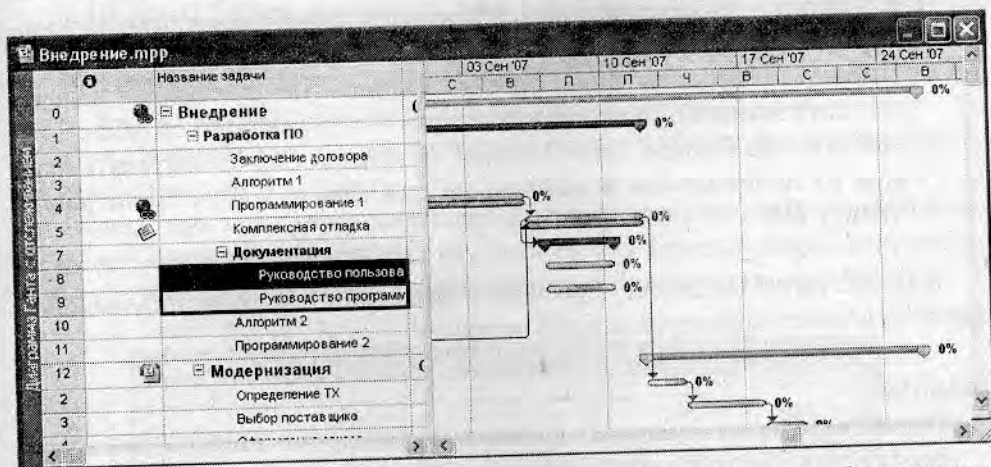 Внедрение.mpp
Название задачи
03 Сен '07 10 Сен '07 17 Сен '07 24 Сен '07
С В П П Ч В С С В
0 Внедрение 0%
1 Разработка ПО 0%
2 Заключение договора
3 Алгоритм 1
4 Программирование 1 0%
5 Комплексная отладка 0%
7 Документация 0%
8 Руководство пользова 0%
9 Руководство программ 0%
10 Алгоритм 2
11 Программирование 2
12 Модернизация 0%
2 Определение ТХ 0%
3 Выбор поставщика 0%
4
Диаграмма Ганта с отслеживанием